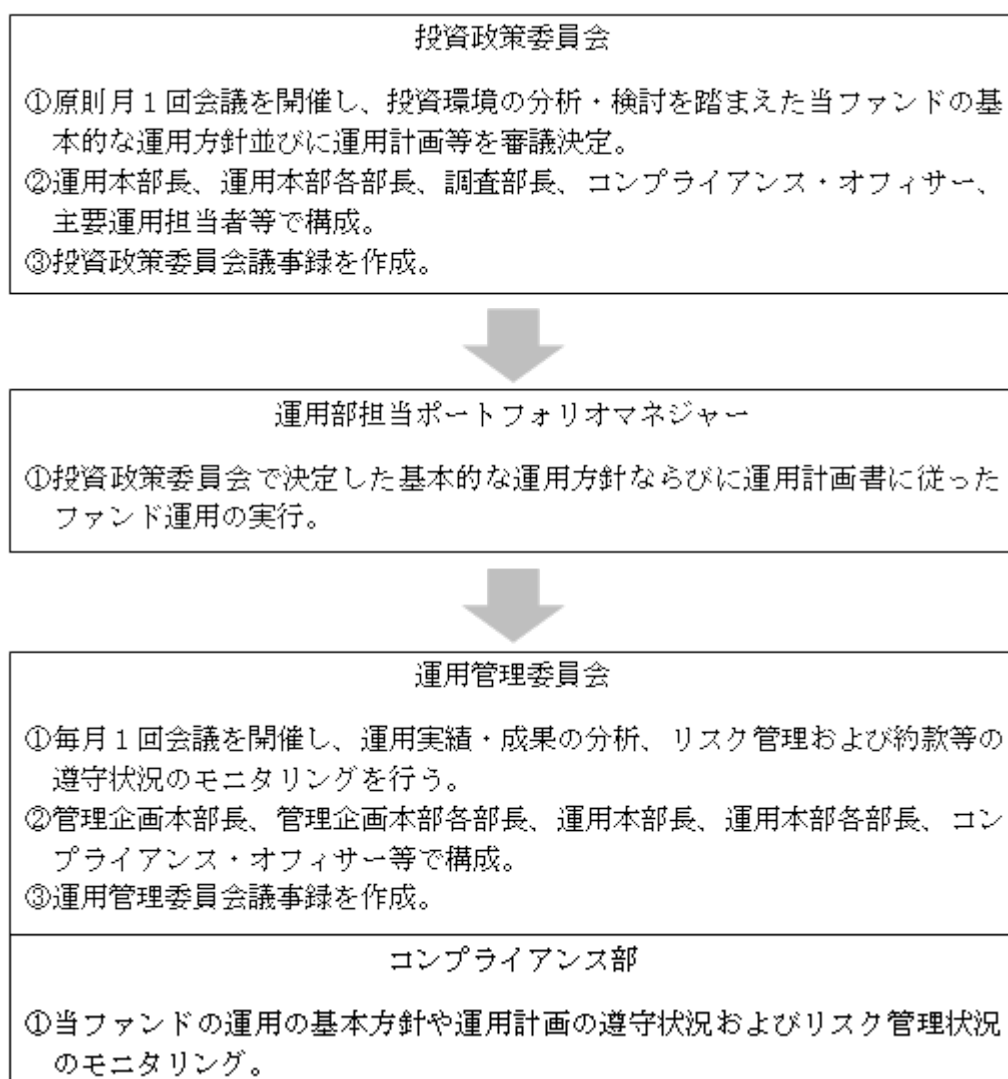 投資政策委員会
①原則月１回会議を開催し、投資環境の分析・検討を踏まえた当ファンドの基
本的な運用方針並びに運用計画等を審議決定。
②運用本部長、運用本部各部長、調査部長、コンプライアンス・オフィサー、
主要運用担当者等で構成。
③投資政策委員会議事録を作成。
運用部担当ポートフォリオマネジャー
①投資政策委員会で決定した基本的な運用方針ならびに運用計画書に従った
ファンド運用の実行。
運用管理委員会
①毎月１回会議を開催し、運用実績・成果の分析、リスク管理および約款等の
遵守状況のモニタリングを行う。
②管理企画本部長、管理企画本部各部長、運用本部長、運用本部各部長、コン
プライアンス・オフィサー等で構成。
③運用管理委員会議事録を作成。
コンプライアンス部
①当ファンドの運用の基本方針や運用計画の遵守状況およびリスク管理状況
のモニタリング。